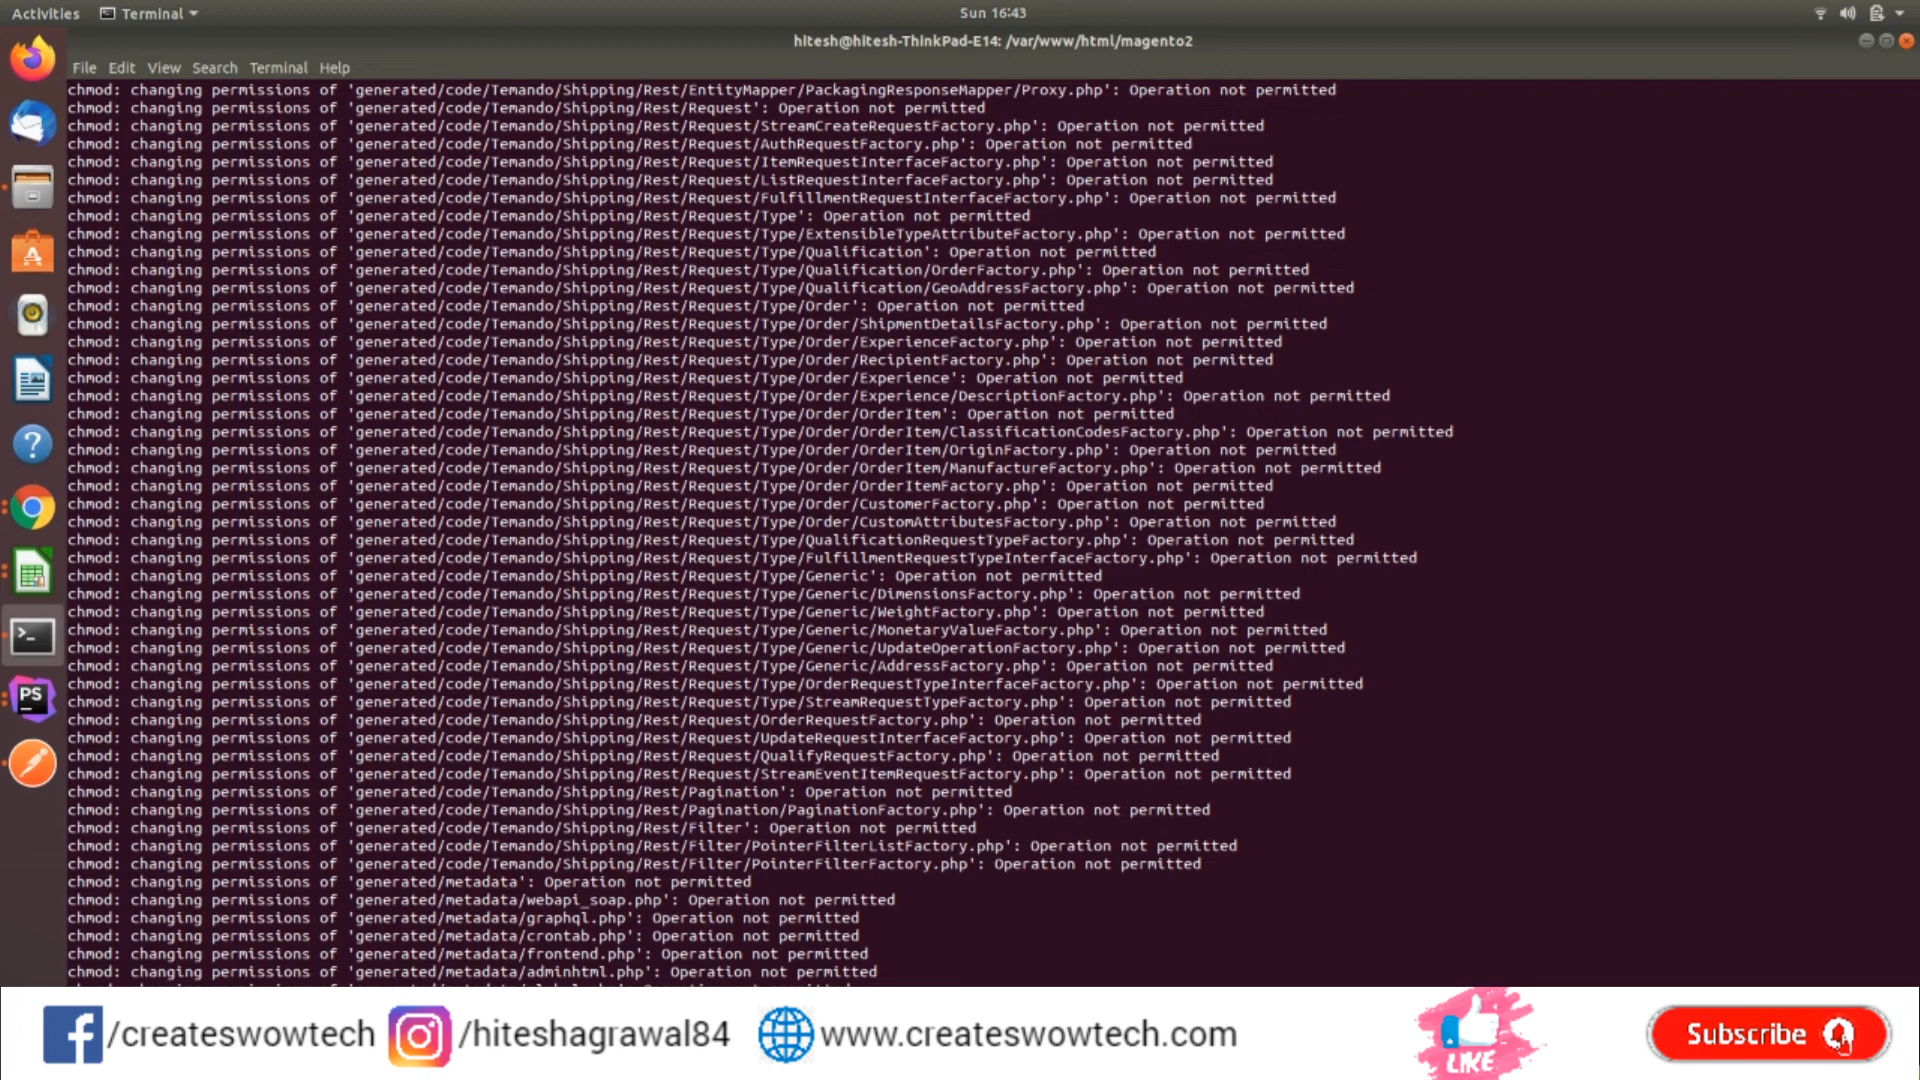 Activities Terminal Sun 16:43
hitesh@hitesh-ThinkPad-E14: /var/www/html/magento2
File Edit View Search Terminal Help
chmod: changing permissions of 'generated/code/Temando/Shipping/Rest/EntityMapper/PackagingResponseMapper/Proxy.php': Operation not permitted
chmod: changing permissions of 'generated/code/Temando/Shipping/Rest/Request': Operation not permitted
chmod: changing permissions of 'generated/code/Temando/Shipping/Rest/Request/StreamCreateRequestFactory.php': Operation not permitted
chmod: changing permissions of 'generated/code/Temando/Shipping/Rest/Request/AuthRequestFactory.php': Operation not permitted
chmod: changing permissions of 'generated/code/Temando/Shipping/Rest/Request/ItemRequestInterfaceFactory.php': Operation not permitted
chmod: changing permissions of 'generated/code/Temando/Shipping/Rest/Request/ListRequestInterfaceFactory.php': Operation not permitted
chmod: changing permissions of 'generated/code/Temando/Shipping/Rest/Request/FulfillmentRequestInterfaceFactory.php': Operation not permitted
chmod: changing permissions of 'generated/code/Temando/Shipping/Rest/Request/Type': Operation not permitted
chmod: changing permissions of 'generated/code/Temando/Shipping/Rest/Request/Type/ExtensibleTypeAttributeFactory.php': Operation not permitted
chmod: changing permissions of 'generated/code/Temando/Shipping/Rest/Request/Type/Qualification': Operation not permitted
chmod: changing permissions of 'generated/code/Temando/Shipping/Rest/Request/Type/Qualification/OrderFactory.php': Operation not permitted
chmod: changing permissions of 'generated/code/Temando/Shipping/Rest/Request/Type/Qualification/GeoAddressFactory.php': Operation not permitted
chmod: changing permissions of 'generated/code/Temando/Shipping/Rest/Request/Type/Order': Operation not permitted
chmod: changing permissions of 'generated/code/Temando/Shipping/Rest/Request/Type/Order/ShipmentDetailsFactory.php': Operation not permitted
chmod: changing permissions of 'generated/code/Temando/Shipping/Rest/Request/Type/Order/ExperienceFactory.php': Operation not permitted
chmod: changing permissions of 'generated/code/Temando/Shipping/Rest/Request/Type/Order/RecipientFactory.php': Operation not permitted
chmod: changing permissions of 'generated/code/Temando/Shipping/Rest/Request/Type/Order/Experience': Operation not permitted
chmod: changing permissions of 'generated/code/Temando/Shipping/Rest/Request/Type/Order/Experience/DescriptionFactory.php': Operation not permitted
chmod: changing permissions of 'generated/code/Temando/Shipping/Rest/Request/Type/Order/OrderItem': Operation not permitted
chmod: changing permissions of 'generated/code/Temando/Shipping/Rest/Request/Type/Order/OrderItem/ClassificationCodesFactory.php': Operation not permitted
chmod: changing permissions of 'generated/code/Temando/Shipping/Rest/Request/Type/Order/OrderItem/OriginFactory.php': Operation not permitted
chmod: changing permissions of 'generated/code/Temando/Shipping/Rest/Request/Type/Order/OrderItem/ManufactureFactory.php': Operation not permitted
chmod: changing permissions of 'generated/code/Temando/Shipping/Rest/Request/Type/Order/OrderItemFactory.php': Operation not permitted
chmod: changing permissions of 'generated/code/Temando/Shipping/Rest/Request/Type/Order/CustomerFactory.php': Operation not permitted
chmod: changing permissions of 'generated/code/Temando/Shipping/Rest/Request/Type/Order/CustomAttributesFactory.php': Operation not permitted
chmod: changing permissions of 'generated/code/Temando/Shipping/Rest/Request/Type/QualificationRequestTypeFactory.php': Operation not permitted
chmod: changing permissions of 'generated/code/Temando/Shipping/Rest/Request/Type/FulfillmentRequestTypeInterfaceFactory.php': Operation not permitted
chmod: changing permissions of 'generated/code/Temando/Shipping/Rest/Request/Type/Generic': Operation not permitted
chmod: changing permissions of 'generated/code/Temando/Shipping/Rest/Request/Type/Generic/DimensionsFactory.php': Operation not permitted
chmod: changing permissions of 'generated/code/Temando/Shipping/Rest/Request/Type/Generic/WeightFactory.php': Operation not permitted
chmod: changing permissions of 'generated/code/Temando/Shipping/Rest/Request/Type/Generic/MonetaryValueFactory.php': Operation not permitted
chmod: changing permissions of 'generated/code/Temando/Shipping/Rest/Request/Type/Generic/UpdateOperationFactory.php': Operation not permitted
chmod: changing permissions of 'generated/code/Temando/Shipping/Rest/Request/Type/Generic/AddressFactory.php': Operation not permitted
chmod: changing permissions of 'generated/code/Temando/Shipping/Rest/Request/Type/OrderRequestTypeInterfaceFactory.php': Operation not permitted
chmod: changing permissions of 'generated/code/Temando/Shipping/Rest/Request/Type/StreamRequestTypeFactory.php': Operation not permitted
chmod: changing permissions of 'generated/code/Temando/Shipping/Rest/Request/OrderRequestFactory.php': Operation not permitted
chmod: changing permissions of 'generated/code/Temando/Shipping/Rest/Request/UpdateRequestInterfaceFactory.php': Operation not permitted
chmod: changing permissions of 'generated/code/Temando/Shipping/Rest/Request/QualifyRequestFactory.php': Operation not permitted
chmod: changing permissions of 'generated/code/Temando/Shipping/Rest/Request/StreamEventItemRequestFactory.php': Operation not permitted
chmod: changing permissions of 'generated/code/Temando/Shipping/Rest/Pagination': Operation not permitted
chmod: changing permissions of 'generated/code/Temando/Shipping/Rest/Pagination/PaginationFactory.php': Operation not permitted
chmod: changing permissions of 'generated/code/Temando/Shipping/Rest/Filter': Operation not permitted
chmod: changing permissions of 'generated/code/Temando/Shipping/Rest/Filter/PointerFilterListFactory.php': Operation not permitted
chmod: changing permissions of 'generated/code/Temando/Shipping/Rest/Filter/PointerFilterFactory.php': Operation not permitted
chmod: changing permissions of 'generated/metadata': Operation not permitted
chmod: changing permissions of 'generated/metadata/webapi_soap.php': Operation not permitted
chmod: changing permissions of 'generated/metadata/graphql.php': Operation not permitted
chmod: changing permissions of 'generated/metadata/crontab.php': Operation not permitted
chmod: changing permissions of 'generated/metadata/frontend.php': Operation not permitted
chmod: changing permissions of 'generated/metadata/adminhtml.php': Operation not permitted
PS
/createswowtech /hiteshagrawal84 www.createswowtech.com LIKE Subscribe